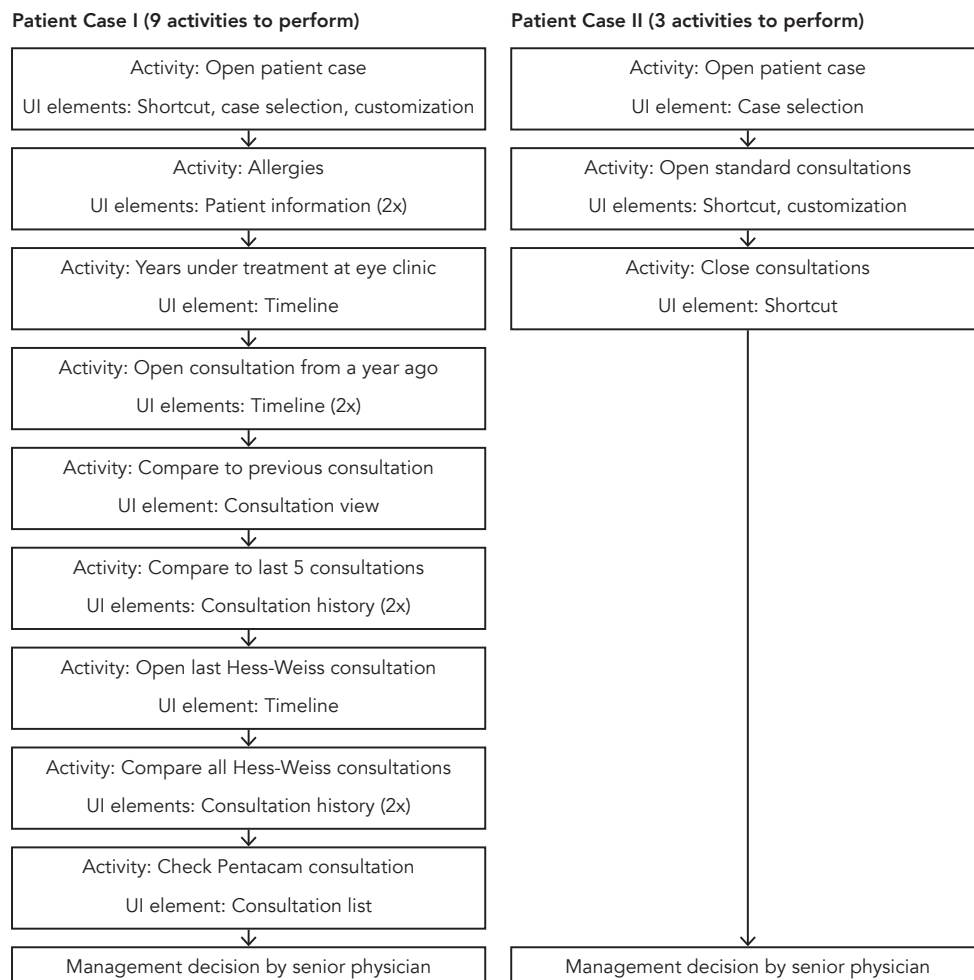 Patient Case I (9 activities to perform)
Activity: Open patient case
UI elements: Shortcut, case selection, customization
Activity: Allergies
UI elements: Patient information (2x)
Activity: Years under treatment at eye clinic
UI element: Timeline
Activity: Open consultation from a year ago
UI elements: Timeline (2x)
Activity: Compare to previous consultation
UI element: Consultation view
Activity: Compare to last 5 consultations
UI elements: Consultation history (2x)
Activity: Open last Hess-Weiss consultation
UI element: Timeline
Activity: Compare all Hess-Weiss consultations
UI elements: Consultation history (2x)
Activity: Check Pentacam consultation
UI element: Consultation list
Management decision by senior physician
Patient Case II (3 activities to perform)
Activity: Open patient case
UI element: Case selection
Activity: Open standard consultations
UI elements: Shortcut, customization
Activity: Close consultations
UI element: Shortcut
Management decision by senior physician